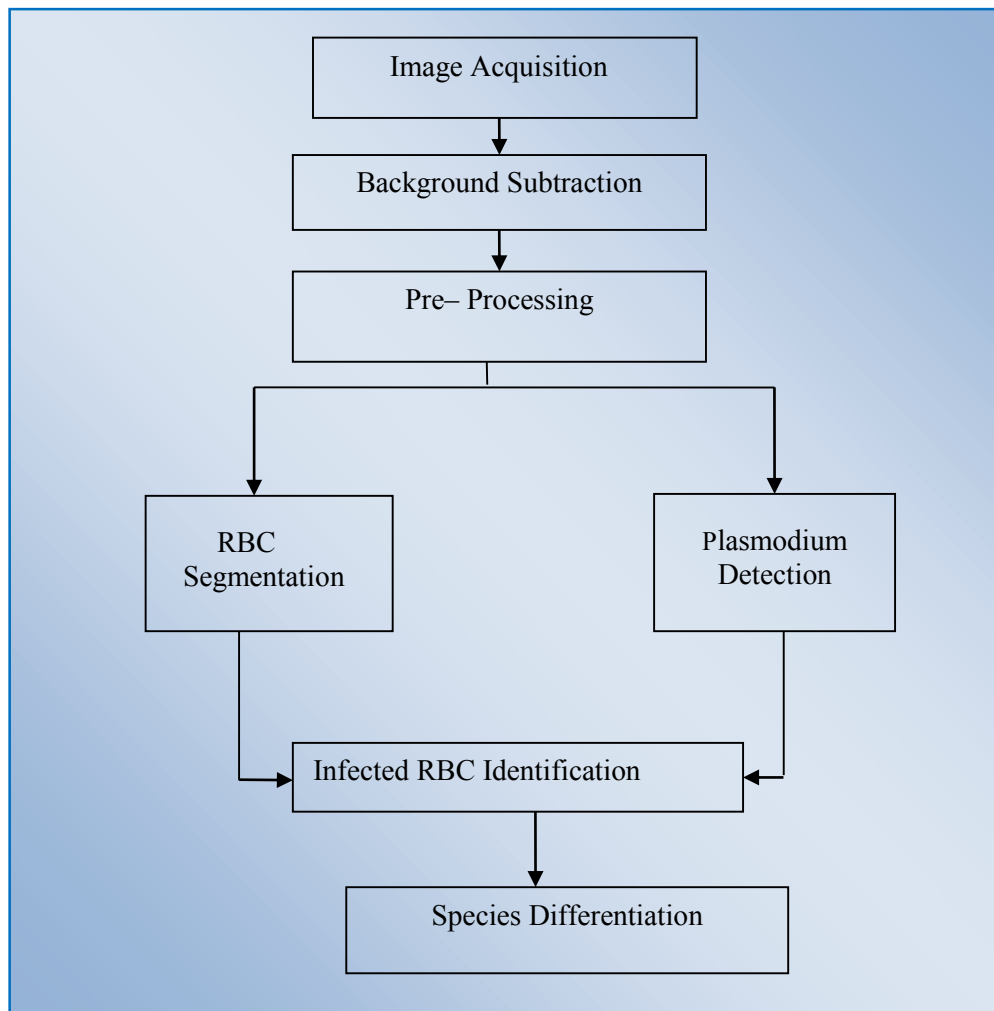 Image Acquisition
Background Subtraction
Pre– Processing
RBC
Segmentation
Plasmodium
Detection
Infected RBC Identification
Species Differentiation